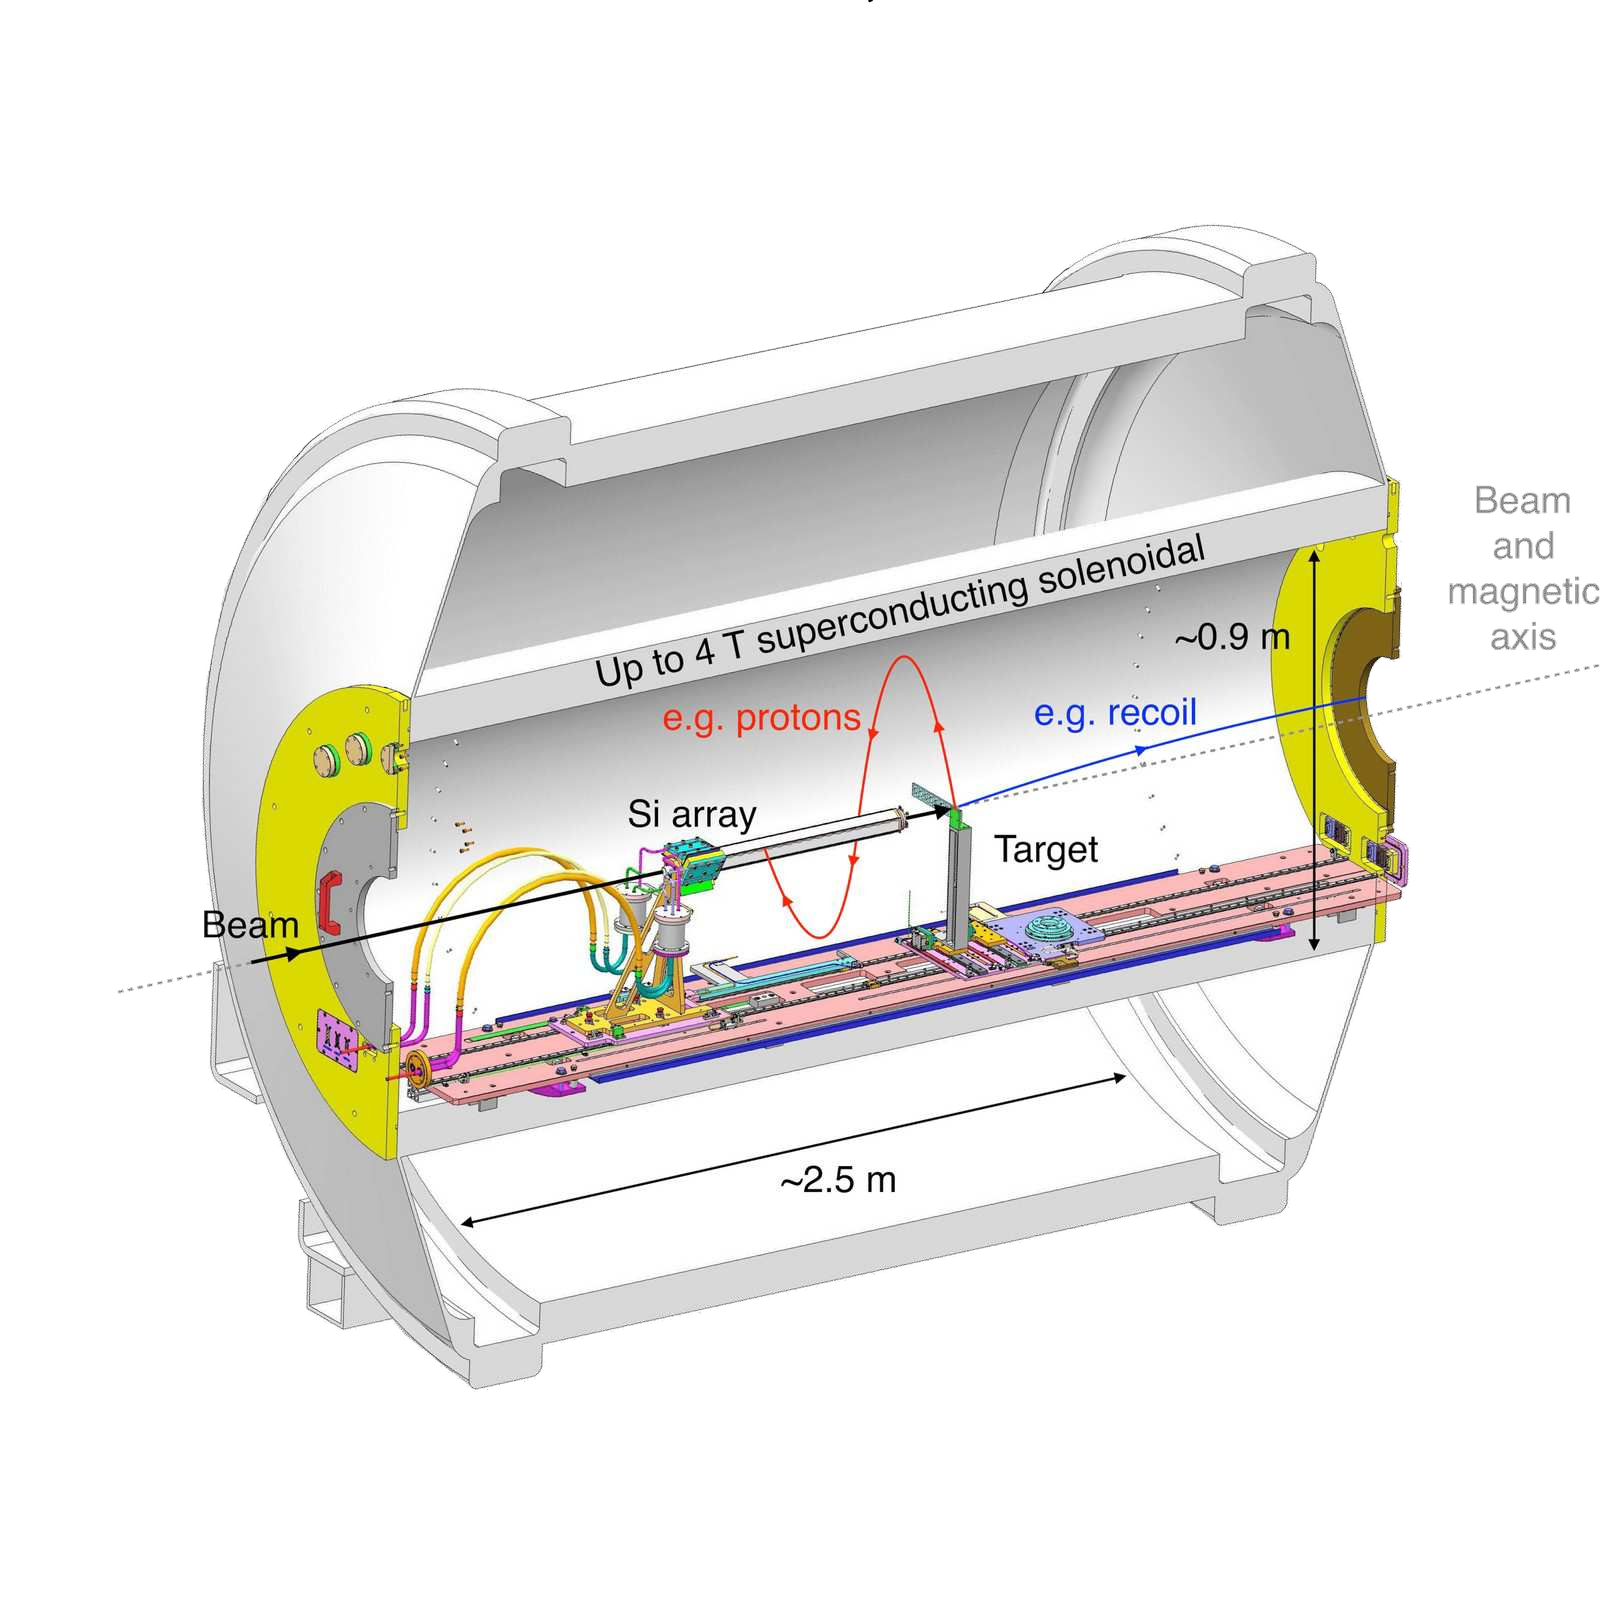 Up to 4 T superconducting solenoidal
Beam
and
magnetic
axis
~0.9 m
e.g. protons
e.g. recoil
Si array
Target
Beam
~2.5 m